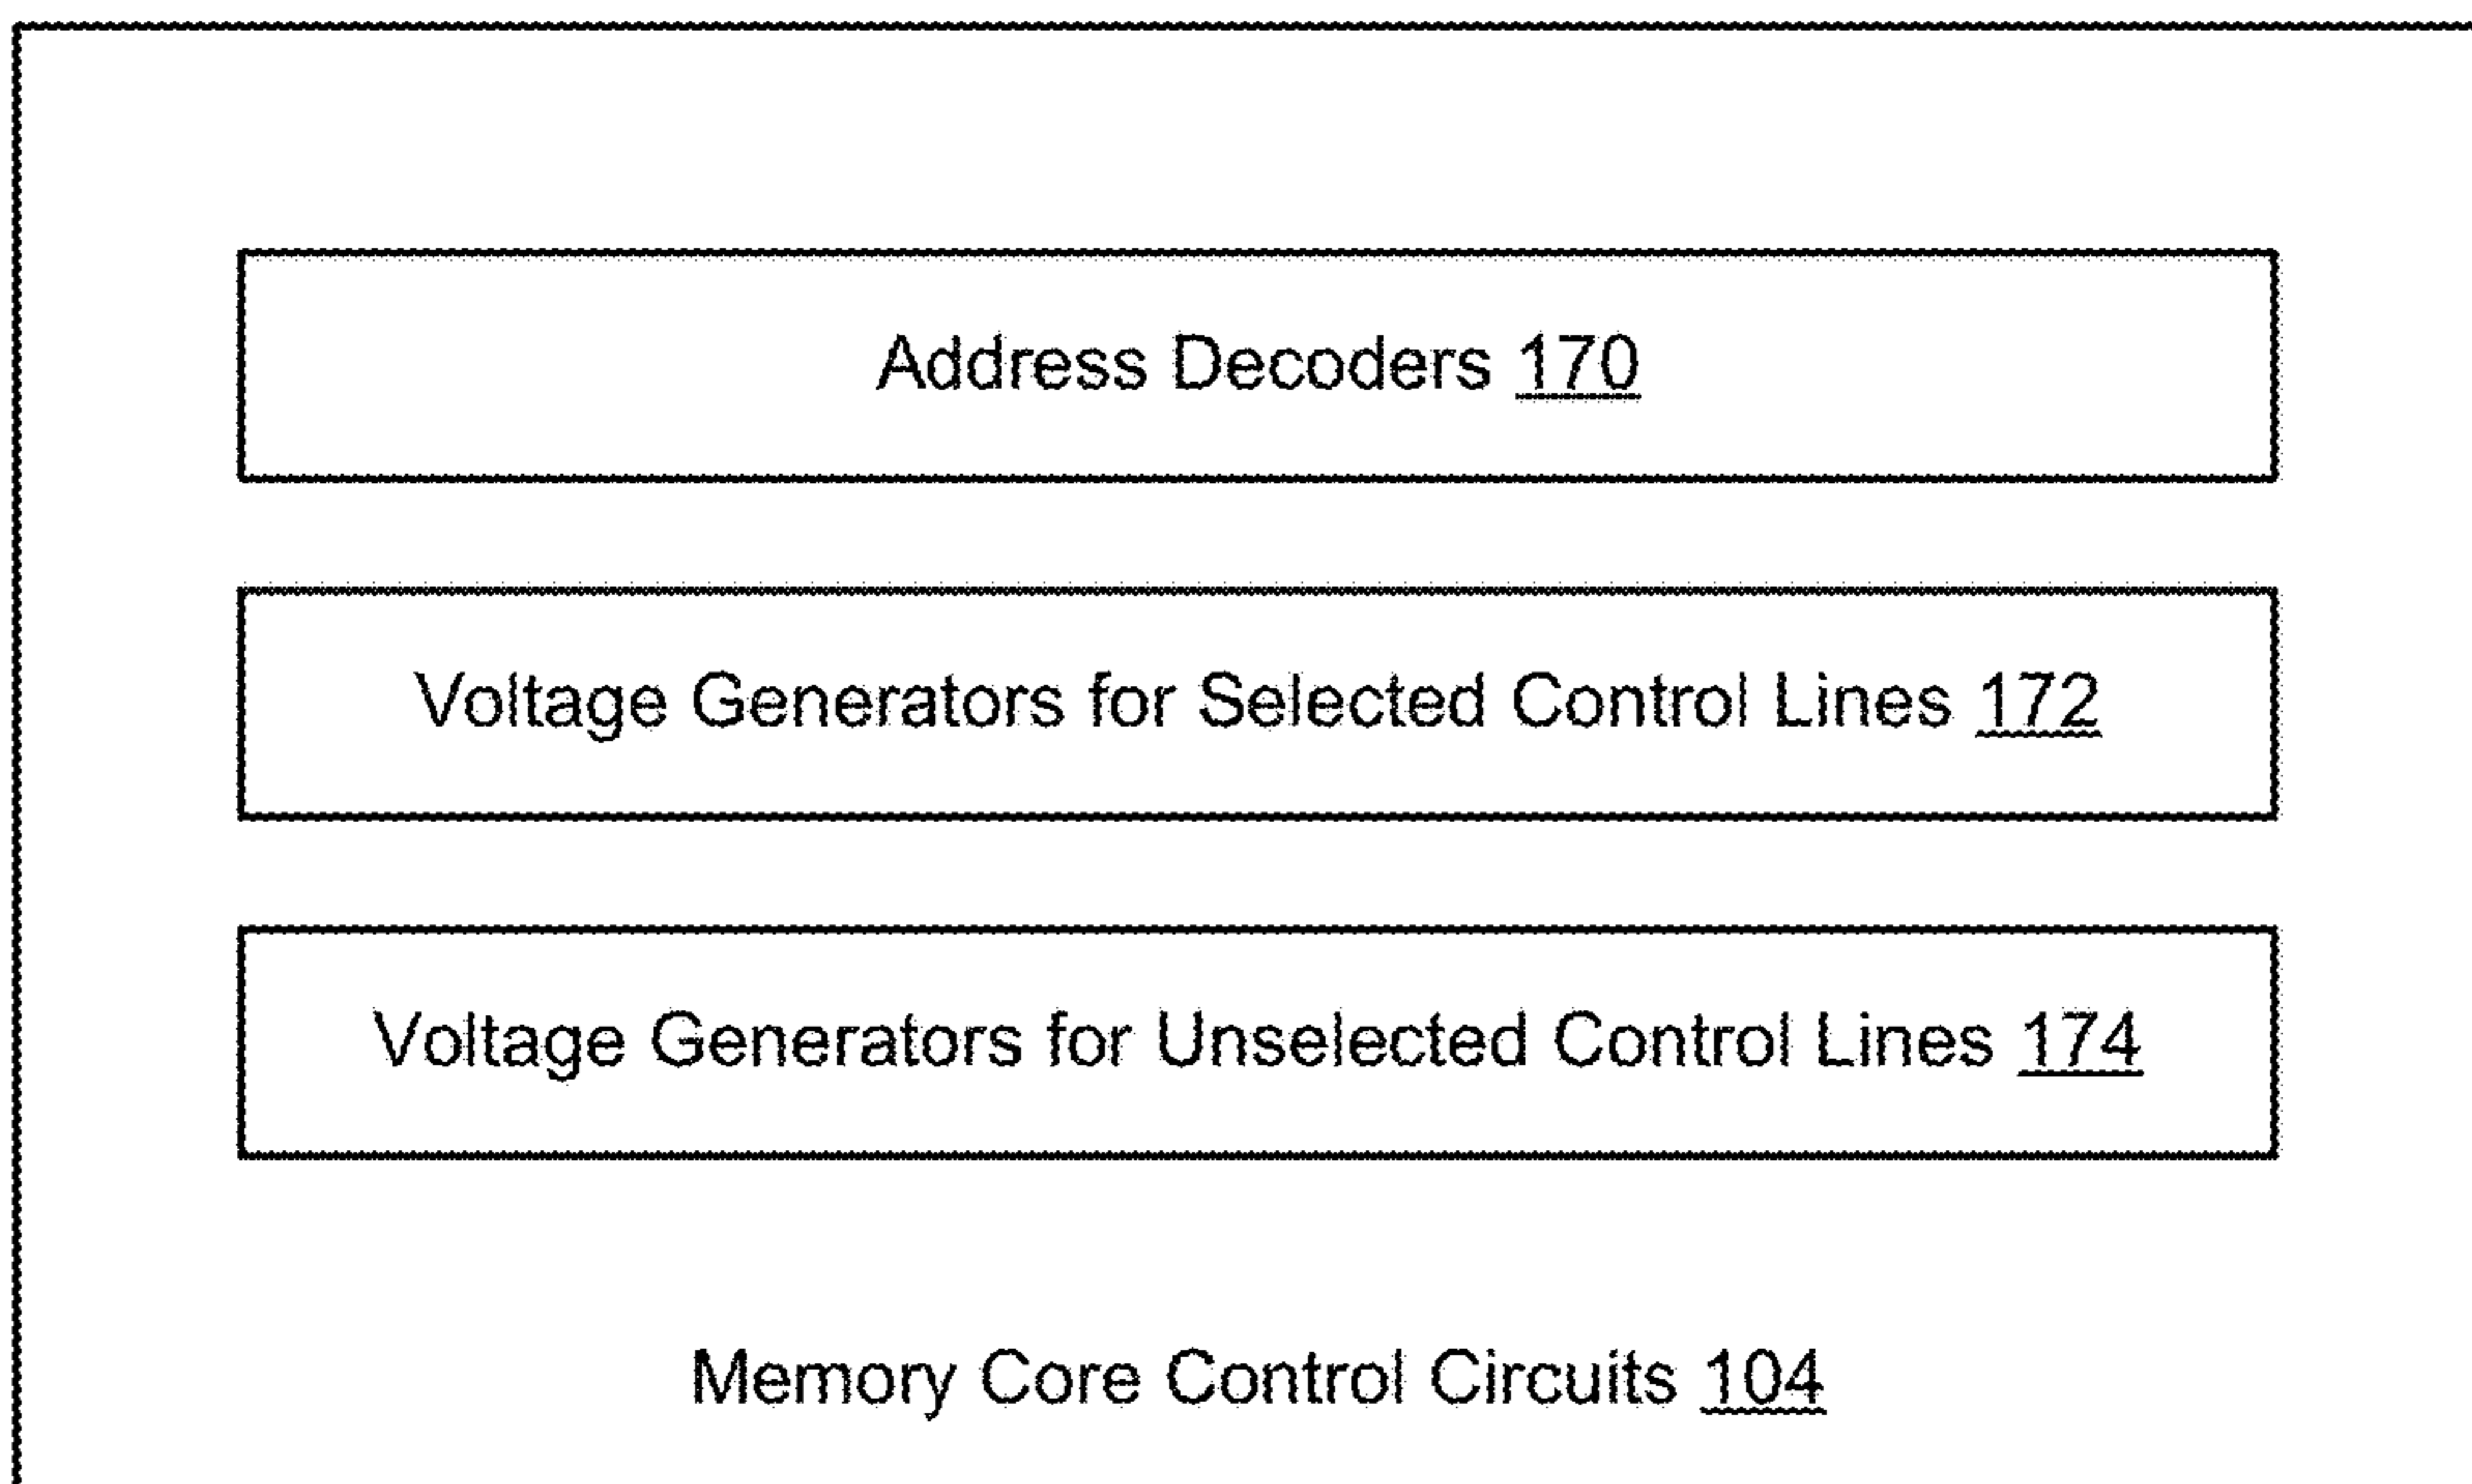 Address Decoders 170
Voltage Generators for Selected Control Lines 172
Voltage Generators for Unselected Control Lines 174
Memory Core Control Circuits 104